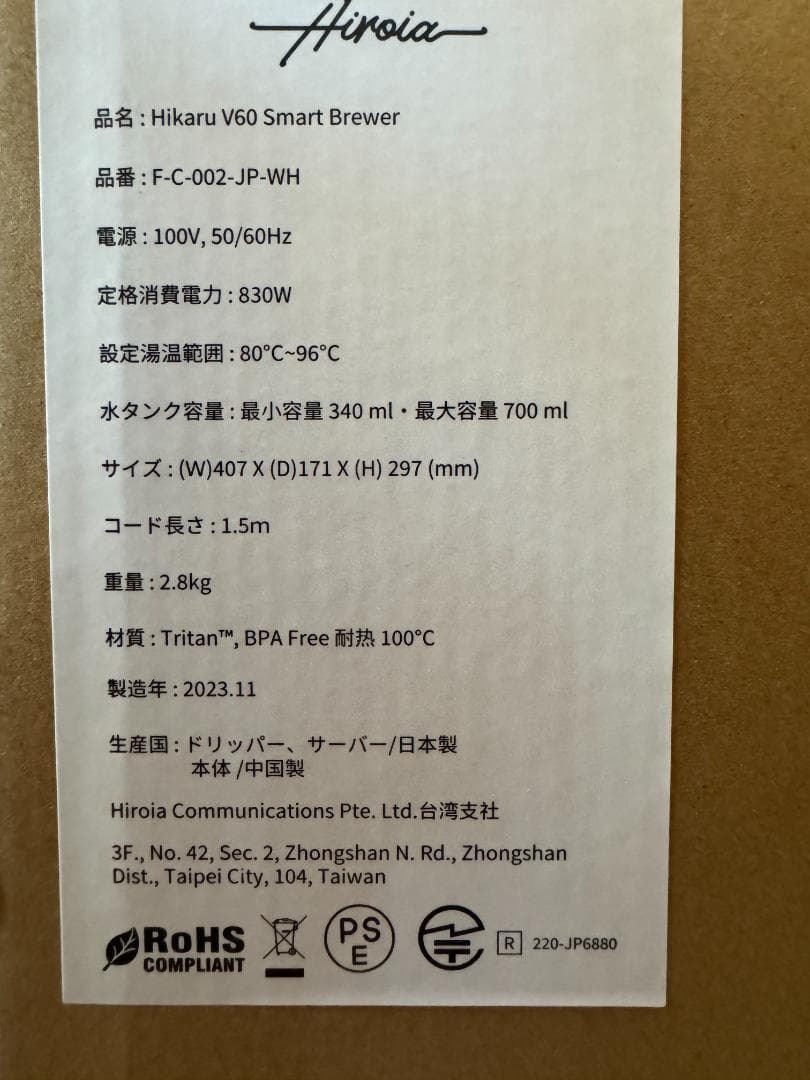 Hiroia
品名 : Hikaru V60 Smart Brewer
品番 : F-C-002-JP-WH
電源 : 100V, 50/60Hz
定格消費電力 : 830W
設定湯温範囲 : 80°C~96°C
水タンク容量 : 最小容量 340 ml・最大容量 700 ml
サイズ : (W)407 X (D)171 X (H) 297 (mm)
コード長さ : 1.5m
重量 : 2.8kg
材質 : Tritan™, BPA Free 耐热 100°C
製造年 : 2023.11
生産国 : ドリッパー、サーバー/日本製
本体 /中国製
Hiroia Communications Pte. Ltd.台湾支社
3F., No. 42, Sec. 2, Zhongshan N. Rd., Zhongshan
Dist., Taipei City, 104, Taiwan
RoHS
COMPLIANT
PS
E
R 220-JP6880